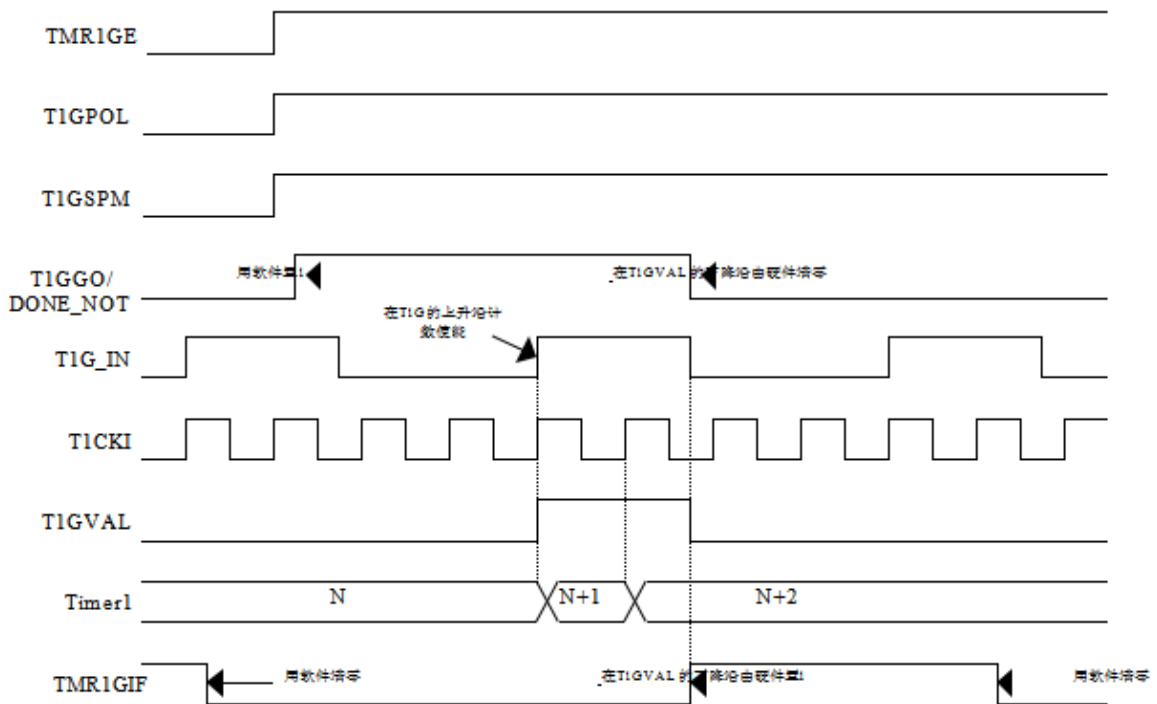 TMR1GE
T1GPOL
T1GSPM
T1GGO/
DONE_NOT
用软件置1
在T1GVAL 的下降沿由硬件清零
在T1G的上升沿计
数使能
T1G_IN
T1CKI
T1GVAL
Timer1
N
N+1
N+2
TMR1GIF
用软件清零
在T1GVAL 的下降沿由硬件置1
用软件清零